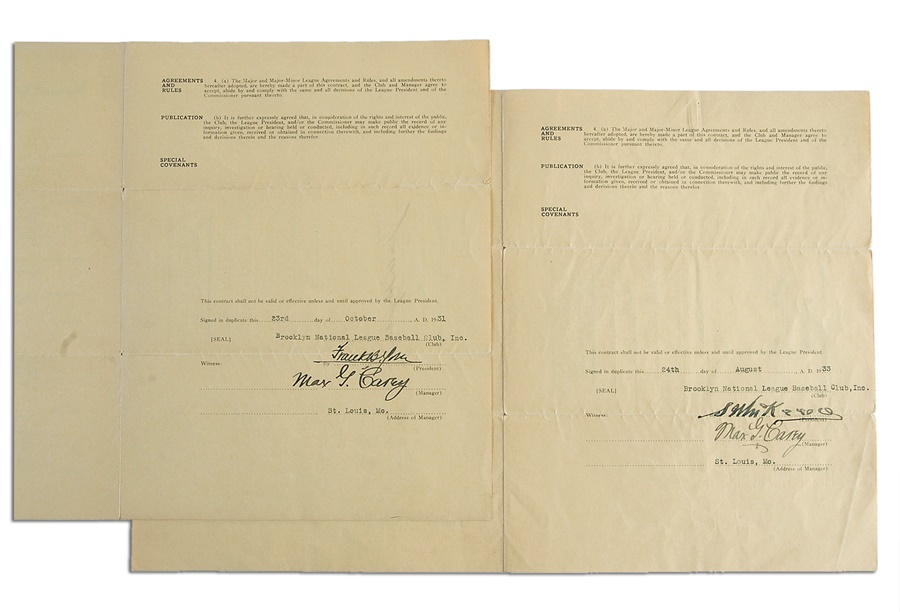 AGREEMENTS AND RULES
4. (a) The Major and Major-Minor League Agreements and Rules, and all amendments thereto
hereafter adopted, are hereby made a part of this contract, and the Club and Manager agree to
accept, abide by and comply with the same and all decisions of the League President and of the
Commissioner pursuant thereto.
PUBLICATION
(b) It is further expressly agreed that, in consideration of the rights and interest of the public,
the Club, the League President, and/or the Commissioner may make public the record of any
inquiry, investigation or hearing held or conducted, including in such record all evidence or in-
formation given, received or obtained in connection therewith, and including further the findings
and decisions therein and the reasons therefor.
SPECIAL
COVENANTS
This contract shall not be valid or effective unless and until approved by the League President.
Signed in duplicate this 23rd day of October, A. D. 1931
[SEAL] Brooklyn National League Baseball Club, Inc.
(Club)
Witness:
(President)
Max G. Carey
(Manager)
St. Louis, Mo.
(Address of Manager)
AGREEMENTS AND RULES
4. (a) The Major and Major-Minor League Agreements and Rules, and all amendments thereto
hereafter adopted, are hereby made a part of this contract, and the Club and Manager agree to
accept, abide by and comply with the same and all decisions of the League President and of the
Commissioner pursuant thereto.
PUBLICATION
(b) It is further expressly agreed that, in consideration of the rights and interest of the public,
the Club, the League President, and/or the Commissioner may make public the record of any
inquiry, investigation or hearing held or conducted, including in such record all evidence or in-
formation given, received or obtained in connection therewith, and including further the findings
and decisions therein and the reasons therefor.
SPECIAL
COVENANTS
This contract shall not be valid or effective unless and until approved by the League President.
Signed in duplicate this 24th day of August, A. D. 1933
[SEAL] Brooklyn National League Baseball Club,Inc.
(Club)
Witness:
(President)
Max G. Carey
(Manager)
St. Louis, Mo.
(Address of Manager)